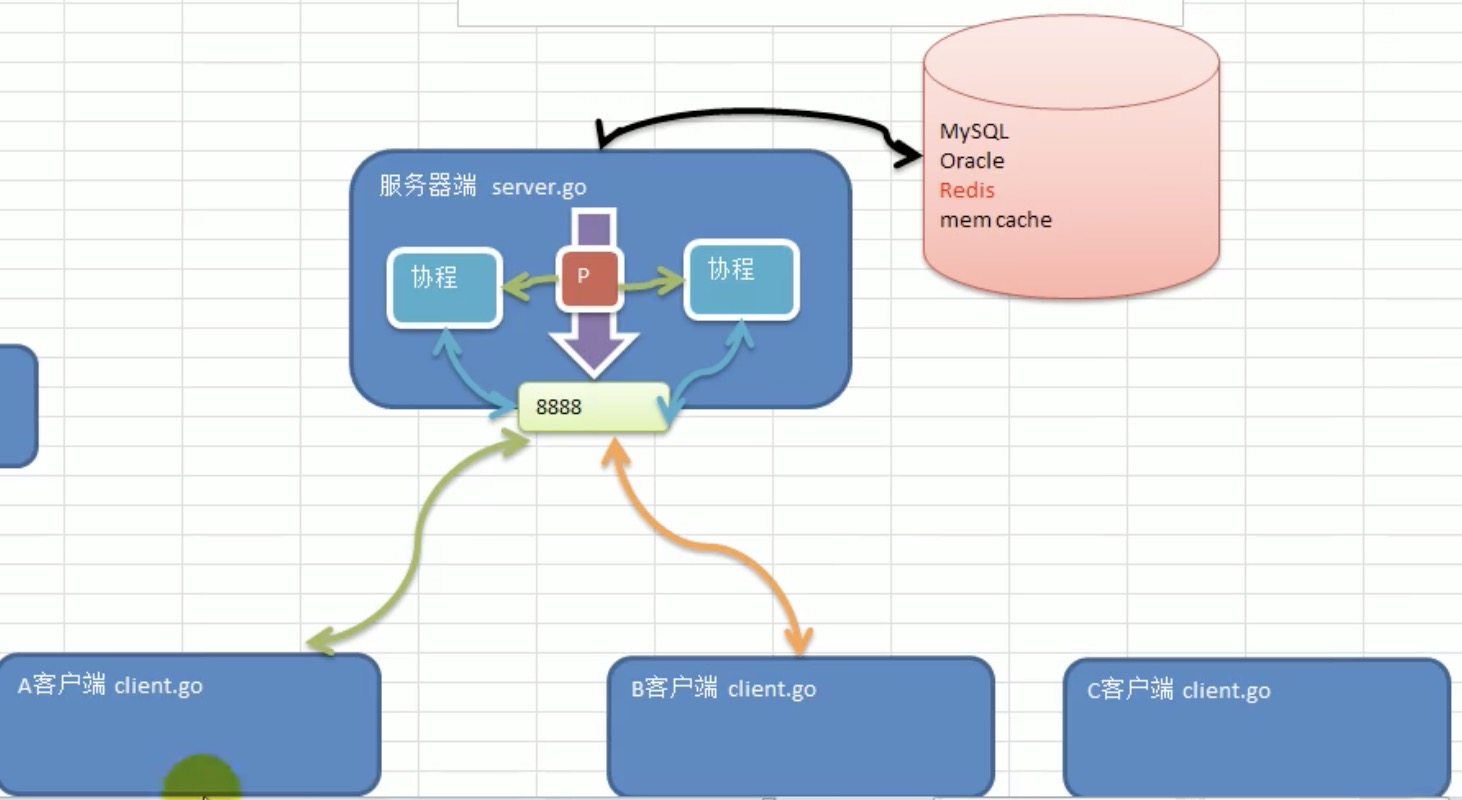 MySQL
Oracle
Redis
mem cache
服务器端 server.go
协程
P
协程
8888
A客户端 client.go
B客户端 client.go
C客户端 client.go